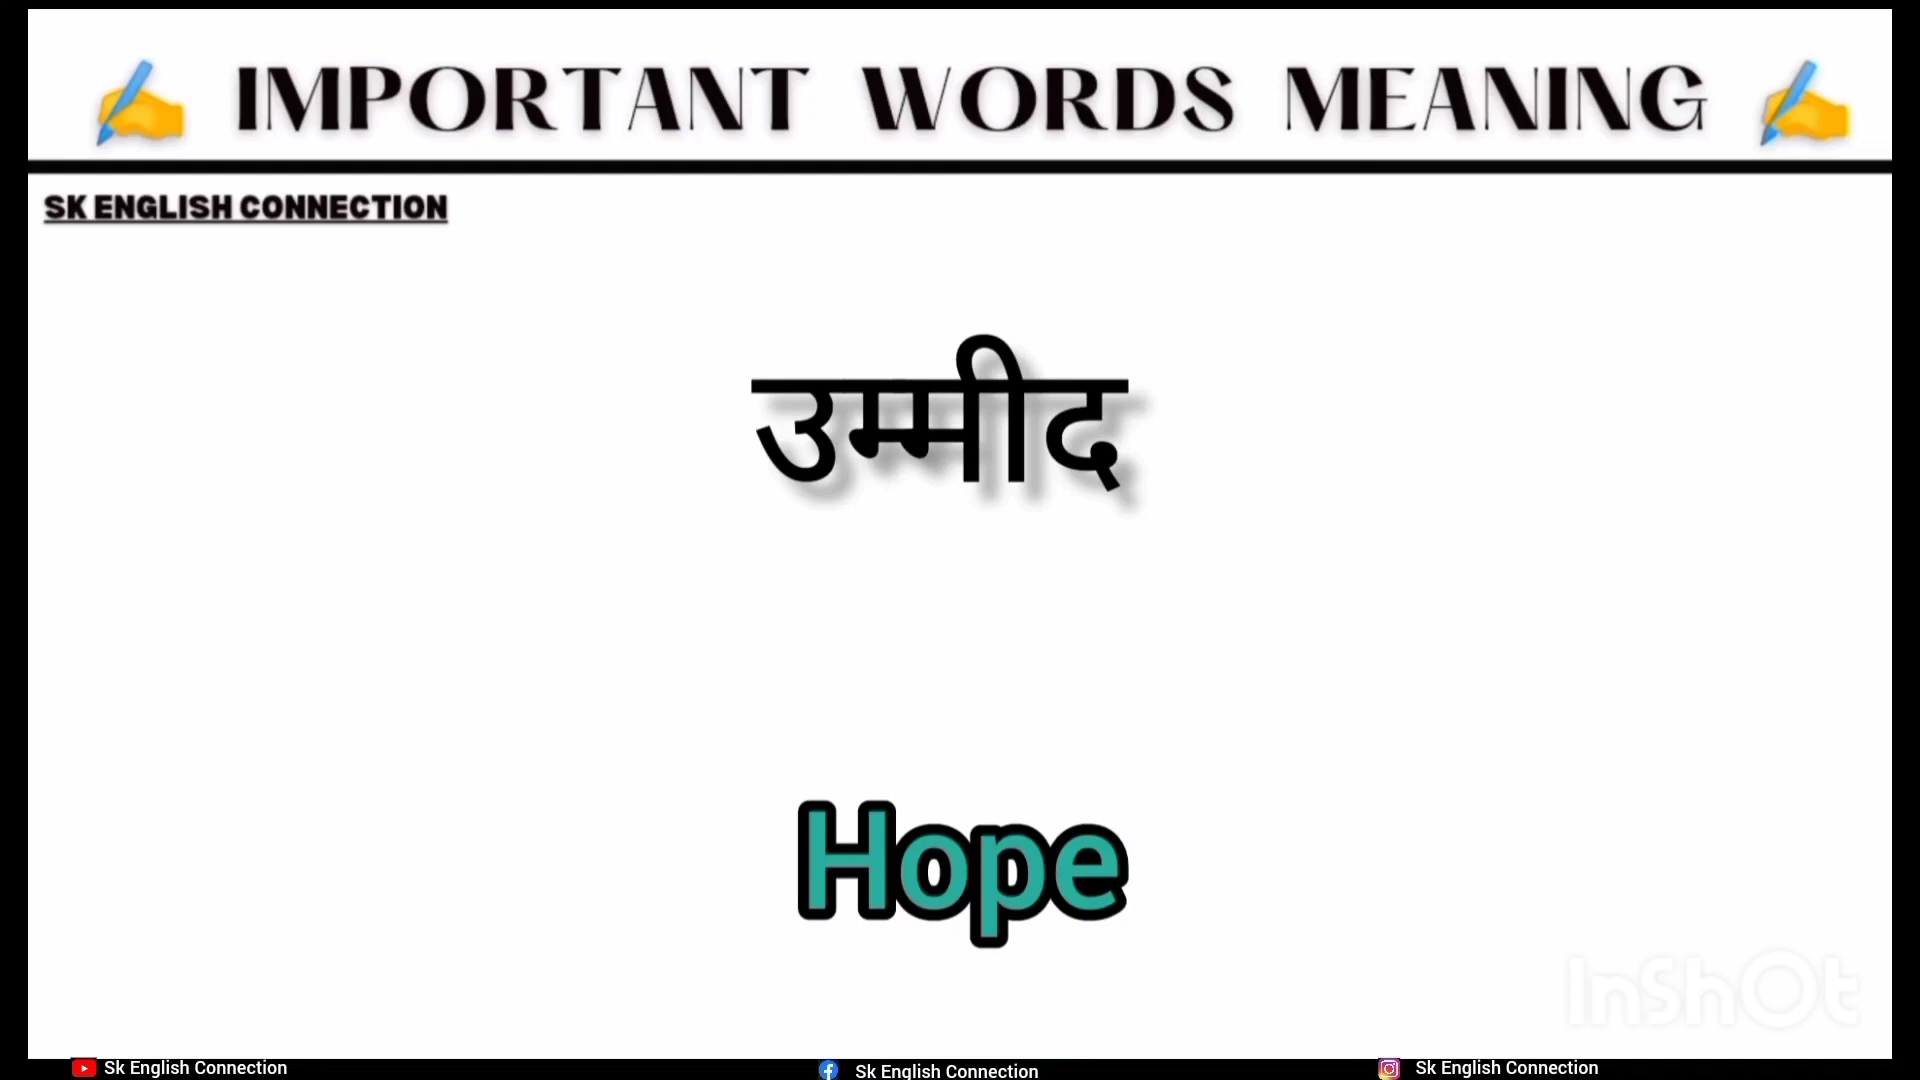 ✍️ IMPORTANT WORDS MEANING ✍️
SK ENGLISH CONNECTION
उम्मीद
Hope
InShOt
Sk English Connection
Sk English Connection
Sk English Connection